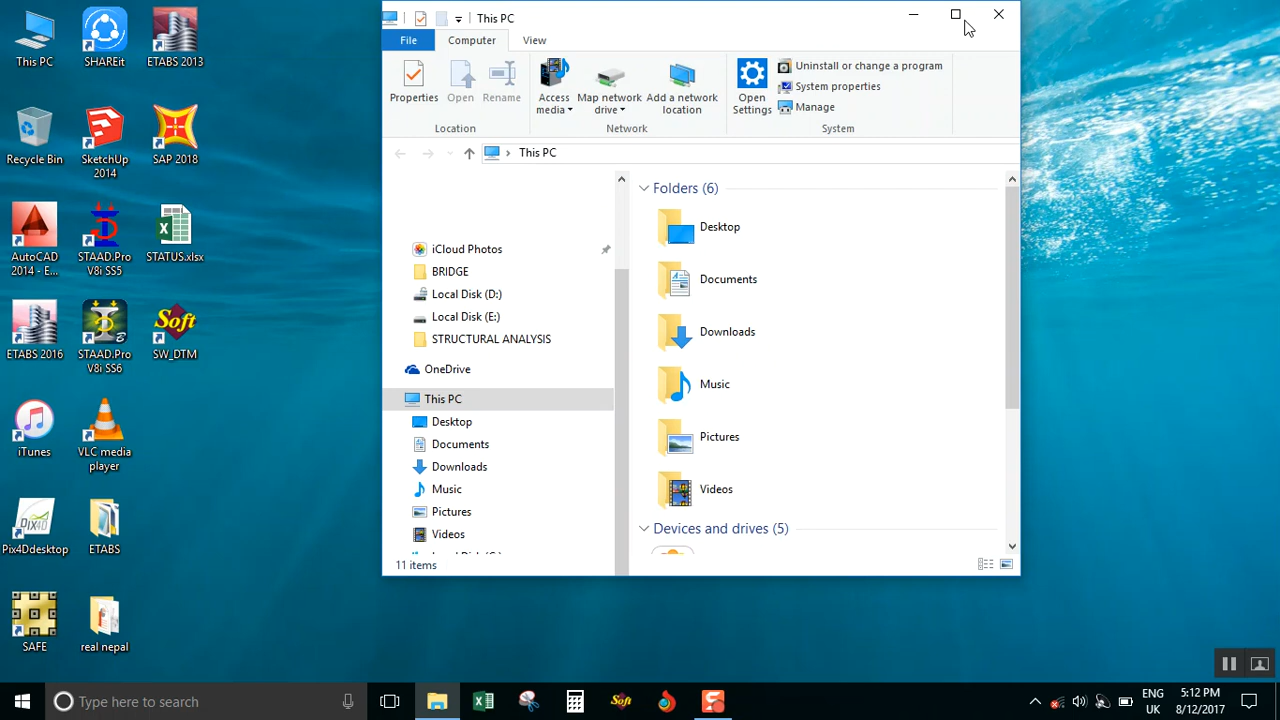 This PC
SHAREit
ETABS 2013
Recycle Bin
SketchUp
2014
SAP 2018
AutoCAD
2014 - E...
STAAD.Pro
V8i SS5
STATUS.xlsx
ETABS 2016
STAAD.Pro
V8i SS6
Soft
SW_DTM
iTunes
VLC media
player
PIX4D
Pix4Ddesktop
ETABS
SAFE
real nepal
This PC
File
Computer
View
Properties
Open
Rename
Access
media
Map network
drive
Add a network
location
Open
Settings
Uninstall or change a program
System properties
Manage
Location
Network
System
This PC
iCloud Photos
BRIDGE
Local Disk (D:)
Local Disk (E:)
STRUCTURAL ANALYSIS
OneDrive
This PC
Desktop
Documents
Downloads
Music
Pictures
Videos
Folders (6)
Desktop
Documents
Downloads
Music
Pictures
Videos
Devices and drives (5)
11 items
Type here to search
Soft
ENG
UK
5:12 PM
8/12/2017